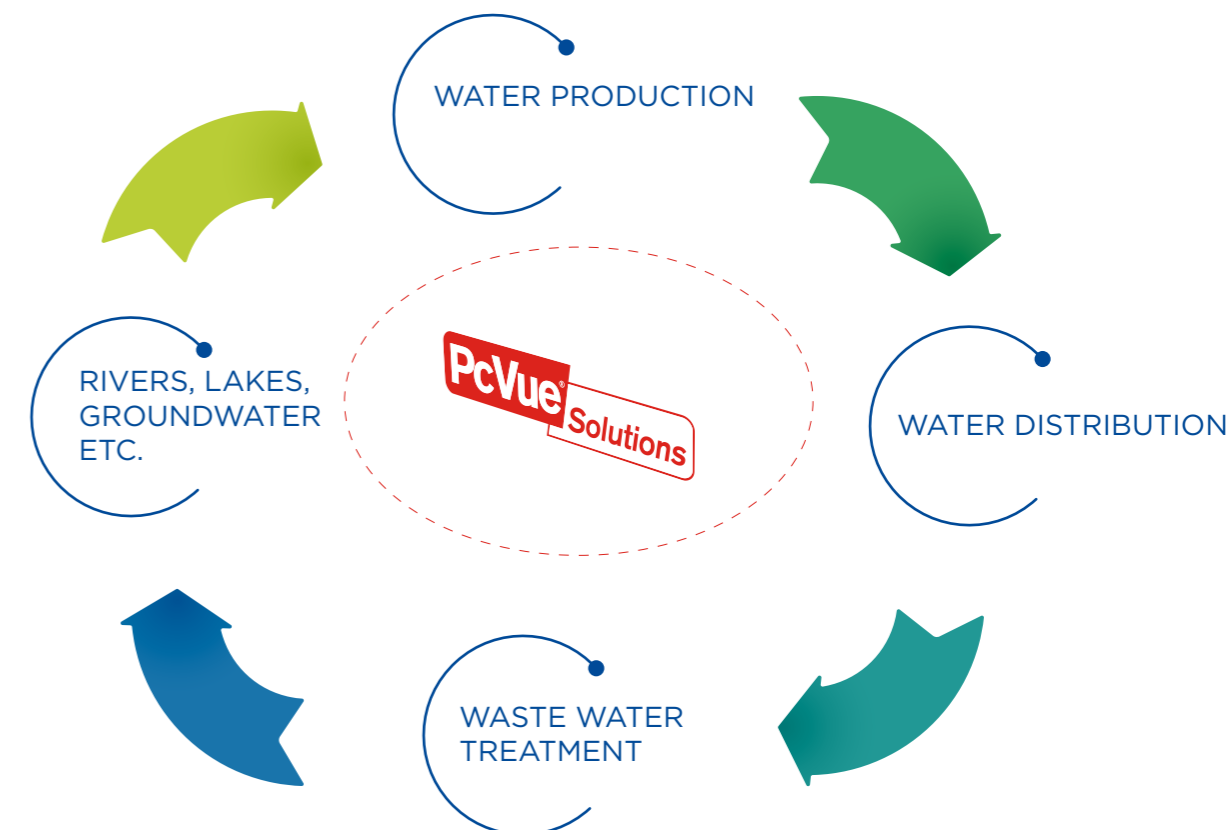 WATER PRODUCTION
RIVERS, LAKES,
GROUNDWATER
ETC.
PcVue®
Solutions
WATER DISTRIBUTION
WASTE WATER
TREATMENT